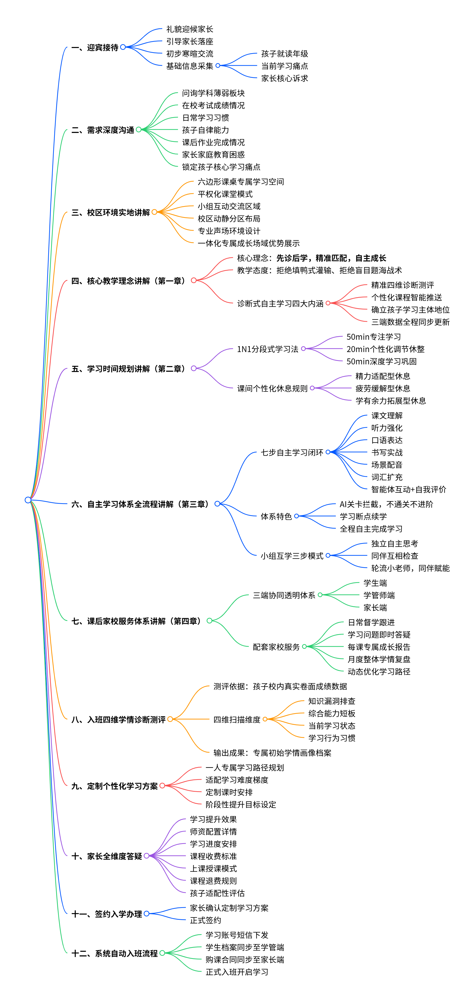 一、迎宾接待
礼貌迎候家长
引导家长落座
初步寒暄交流
基础信息采集
孩子就读年级
当前学习痛点
家长核心诉求
二、需求深度沟通
问询学科薄弱板块
在校考试成绩情况
日常学习习惯
孩子自律能力
课后作业完成情况
家长家庭教育困惑
锁定孩子核心学习痛点
三、校区环境实地讲解
六边形课桌专属学习空间
平权化课堂模式
小组互动交流区域
校区动静分区布局
专业声场环境设计
一体化专属成长场域优势展示
四、核心教学理念讲解（第一章）
核心理念：先诊后学，精准匹配，自主成长
教学态度：拒绝填鸭式灌输、拒绝盲目题海战术
诊断式自主学习四大内涵
精准四维诊断测评
个性化课程智能推送
确立孩子学习主体地位
三端数据全程同步更新
五、学习时间规划讲解（第二章）
1N1分段式学习法
50min专注学习
20min个性化调节休整
50min深度学习巩固
课间个性化休息规则
精力适配型休息
疲劳缓解型休息
学有余力拓展型休息
六、自主学习体系全流程讲解（第三章）
七步自主学习闭环
课文理解
听力强化
口语表达
书写实战
场景配音
词汇扩充
智能体互动+自我评价
体系特色
AI关卡拦截，不通关不进阶
学习断点续学
全程自主完成学习
小组互学三步模式
独立自主思考
同伴互相检查
轮流小老师，同伴赋能
七、课后家校服务体系讲解（第四章）
三端协同透明体系
学生端
学管师端
家长端
配套家校服务
日常督学跟进
学习问题即时答疑
每课专属成长报告
月度整体学情复盘
动态优化学习路径
八、入班四维学情诊断测评
测评依据：孩子校内真实卷面成绩数据
四维扫描维度
知识漏洞排查
综合能力短板
当前学习状态
学习行为习惯
输出成果：专属初始学情画像档案
九、定制个性化学习方案
一人专属学习路径规划
适配学习难度梯度
定制课时安排
阶段性提升目标设定
十、家长全维度答疑
学习提升效果
师资配置详情
学习进度安排
课程收费标准
上课授课模式
课程退费规则
孩子适配性评估
十一、签约入学办理
家长确认定制学习方案
正式签约
十二、系统自动入班流程
学习账号短信下发
学生档案同步至学管端
购课合同同步至家长端
正式入班开启学习